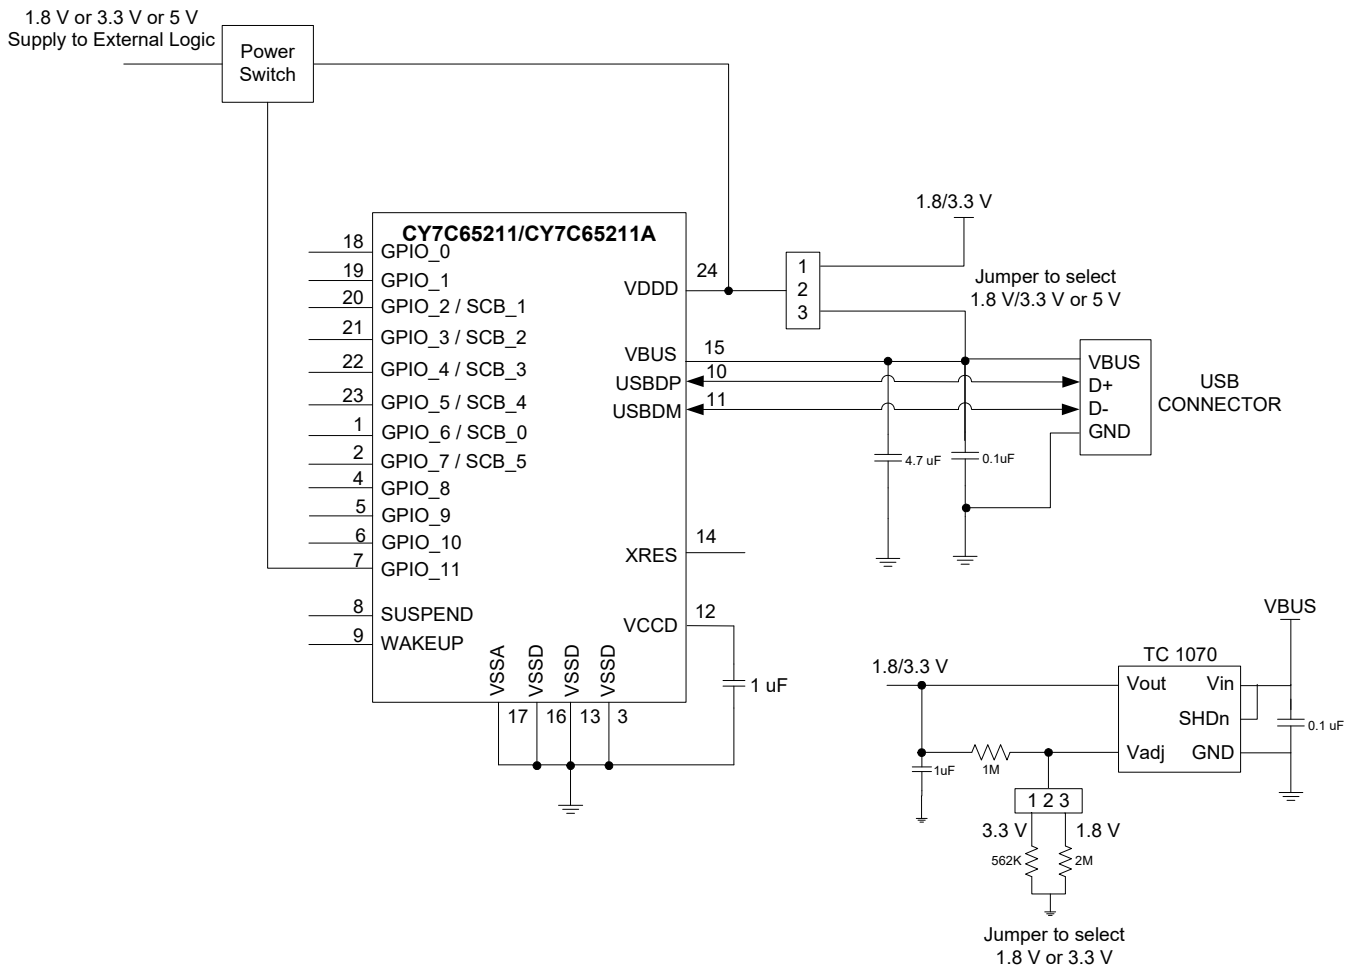 1.8 V or 3.3 V or 5 V
Supply to External Logic
Power
Switch
CY7C65211/CY7C65211A
18 GPIO_0
19 GPIO_1
20 GPIO_2 / SCB_1
21 GPIO_3 / SCB_2
22 GPIO_4 / SCB_3
23 GPIO_5 / SCB_4
1 GPIO_6 / SCB_0
2 GPIO_7 / SCB_5
4 GPIO_8
5 GPIO_9
6 GPIO_10
7 GPIO_11
8 SUSPEND
9 WAKEUP
VDDD 24
VBUS 15
USBDP 10
USBDM 11
XRES 14
VCCD 12
VSSA
VSSD
VSSD
VSSD
17 16 13 3
1 uF
1.8/3.3 V
1
2
3
Jumper to select
1.8 V/3.3 V or 5 V
VBUS
D+
D-
GND
USB
CONNECTOR
4.7 uF
0.1uF
VBUS
TC 1070
1.8/3.3 V
Vout Vin
SHDn
Vadj GND
0.1 uF
1uF
1M
1 2 3
3.3 V 1.8 V
562K 2M
Jumper to select
1.8 V or 3.3 V